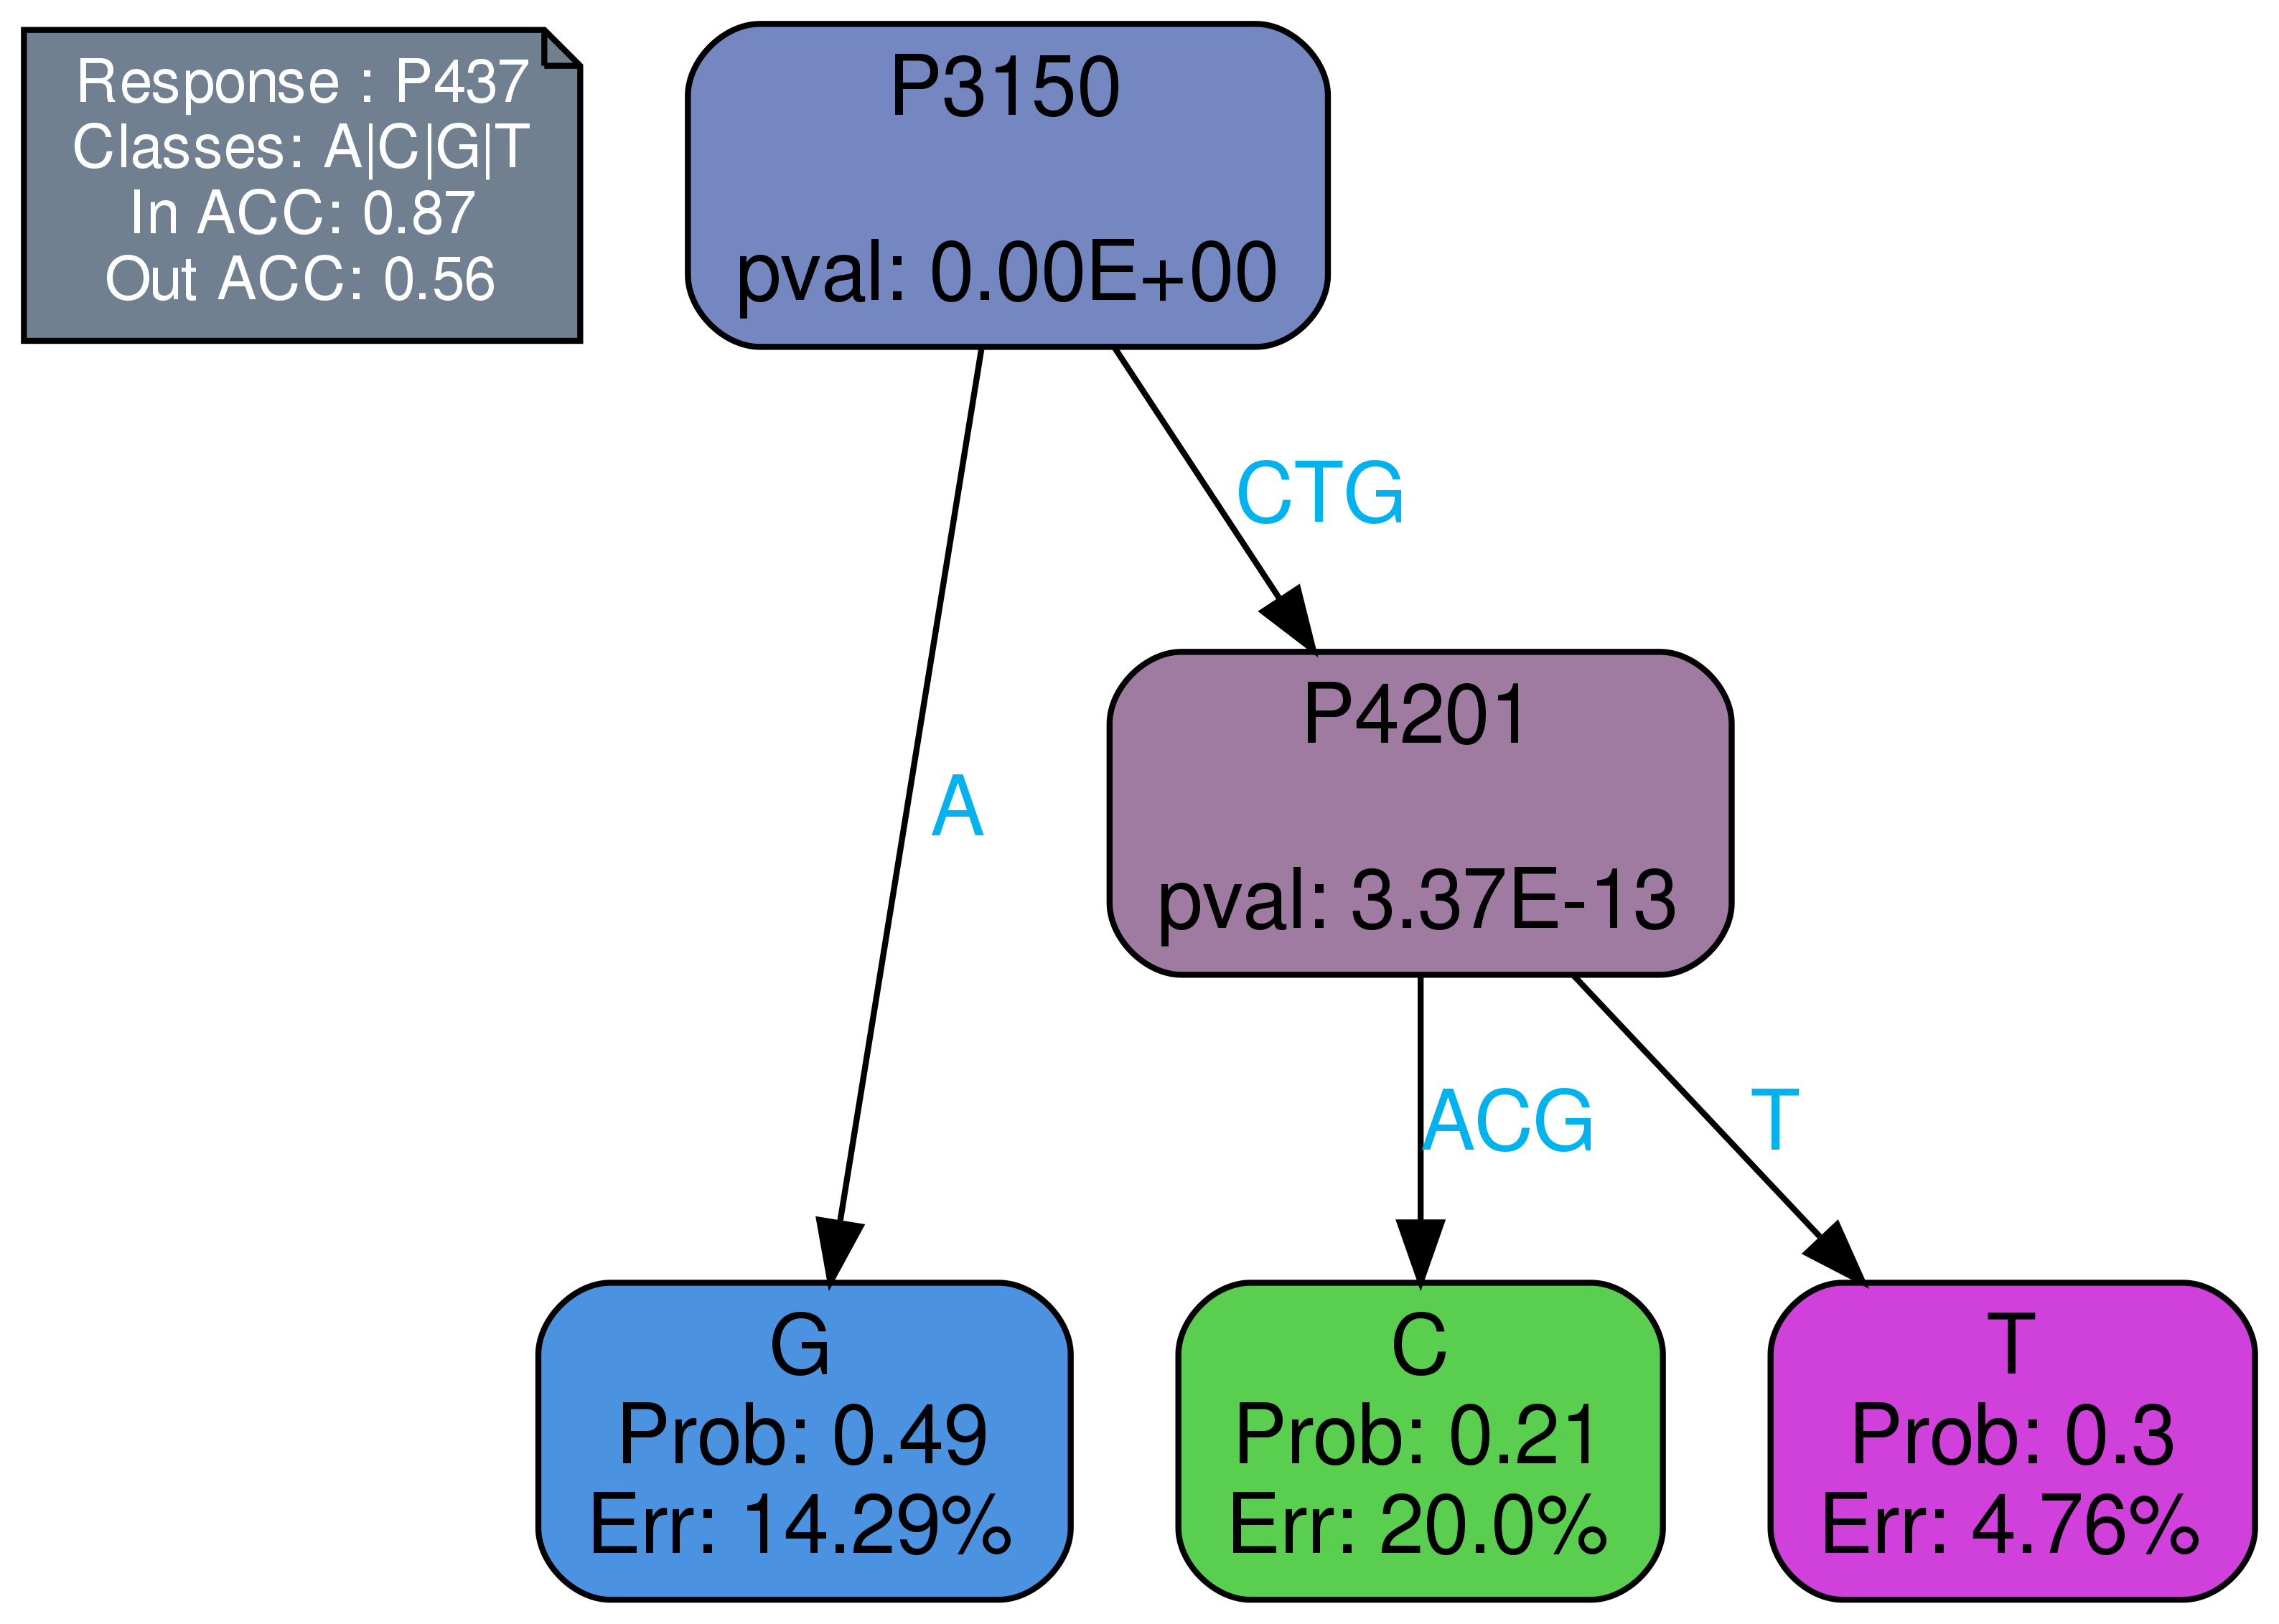 Response : P437
Classes: A|C|G|T
In ACC: 0.87
Out ACC: 0.56
P3150
pval: 0.00E+00
CTG
A
P4201
pval: 3.37E-13
ACG
T
G
Prob: 0.49
Err: 14.29%
C
Prob: 0.21
Err: 20.0%
T
Prob: 0.3
Err: 4.76%